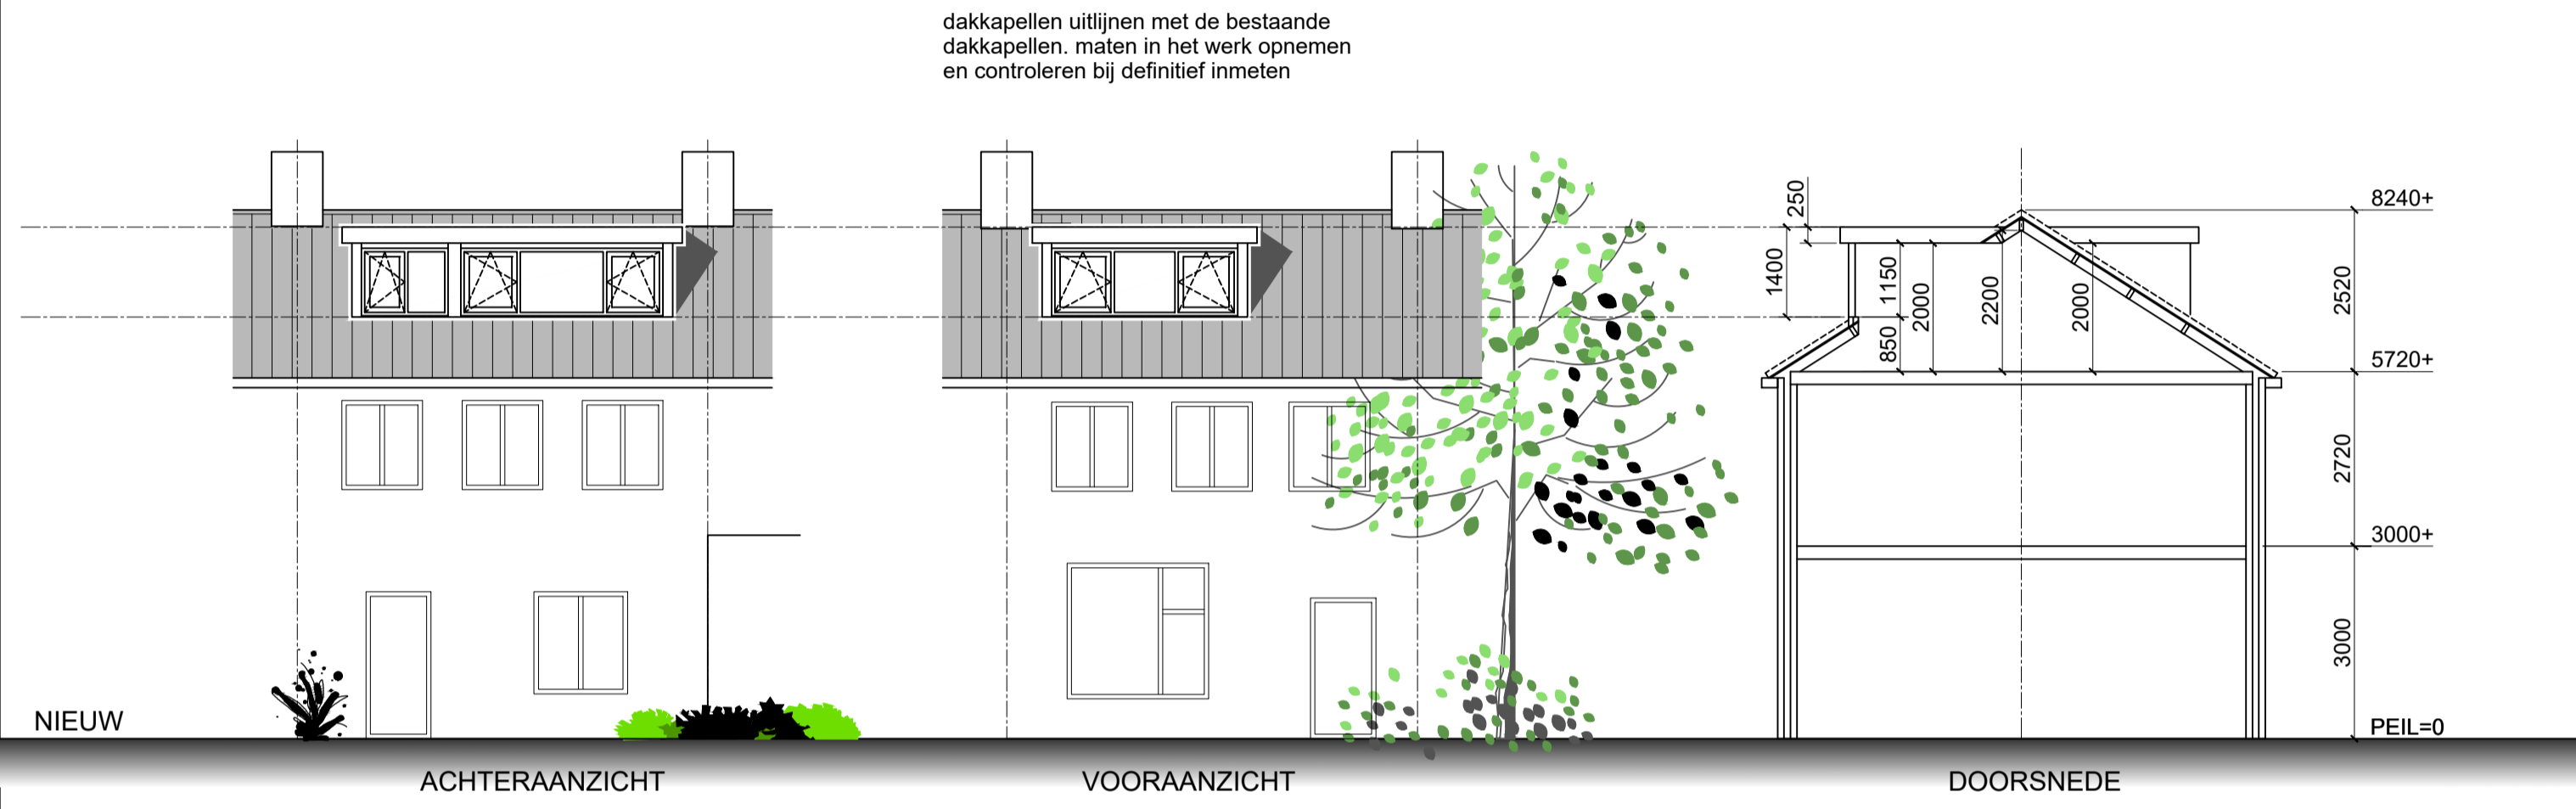 dakkapellen uitlijnen met de bestaande
dakkapellen. maten in het werk opnemen
en controleren bij definitief inmeten
250
1400
1150
850
2000
2200
2000
8240+
2520
5720+
2720
3000+
3000
PEIL=0
NIEUW
ACHTERAANZICHT
VOORAANZICHT
DOORSNEDE